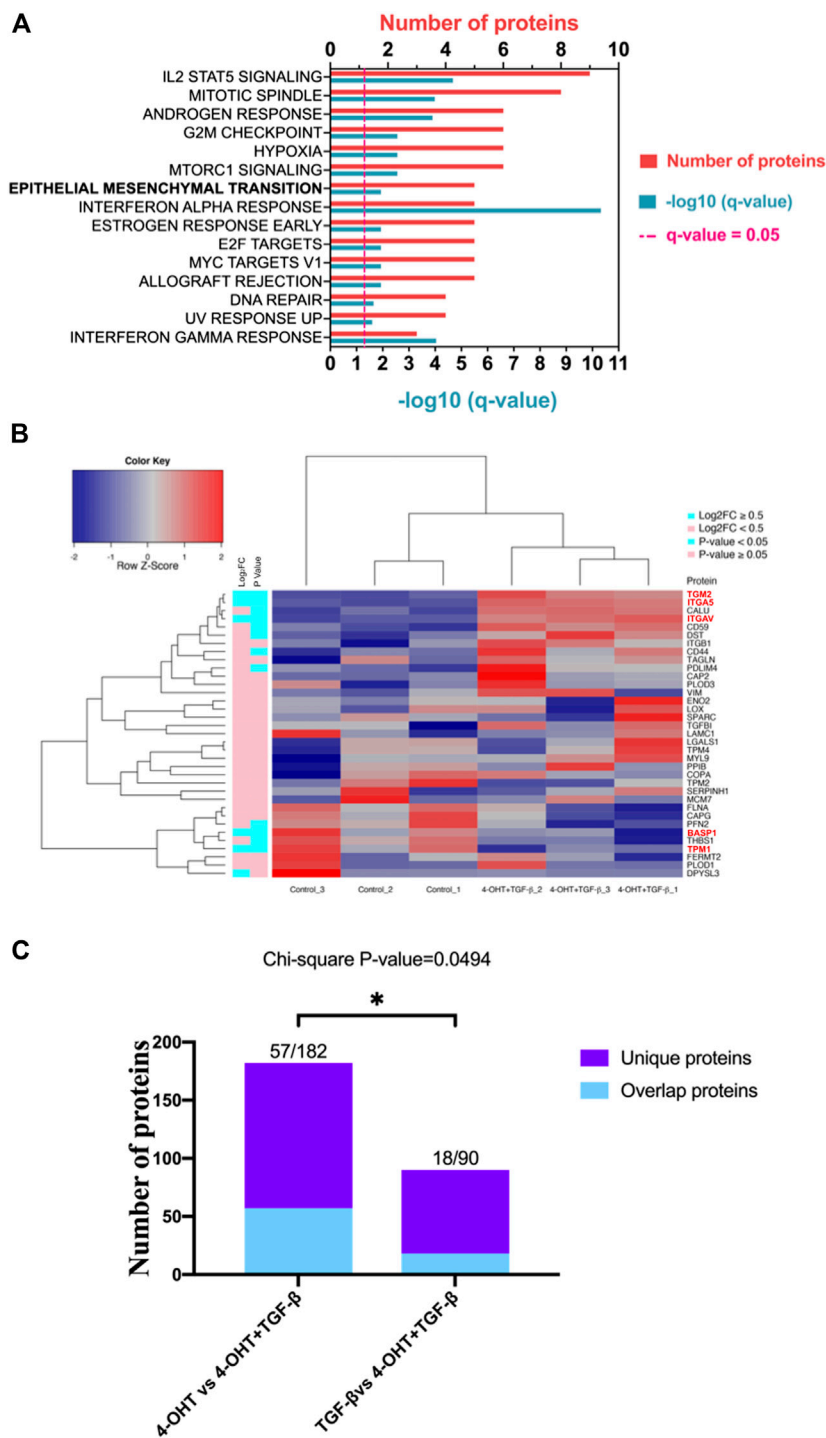 A
Number of proteins
0 2 4 6 8 10
IL2 STAT5 SIGNALING
MITOTIC SPINDLE
ANDROGEN RESPONSE
G2M CHECKPOINT
HYPOXIA
MTORC1 SIGNALING
EPITHELIAL MESENCHYMAL TRANSITION
INTERFERON ALPHA RESPONSE
ESTROGEN RESPONSE EARLY
E2F TARGETS
MYC TARGETS V1
ALLOGRAFT REJECTION
DNA REPAIR
UV RESPONSE UP
INTERFERON GAMMA RESPONSE
0 1 2 3 4 5 6 7 8 9 10 11
-log10 (q-value)
Number of proteins
-log10 (q-value)
q-value = 0.05
B
Color Key
-2 -1 0 1 2
Row Z-Score
Log2FC ≥ 0.5
Log2FC < 0.5
P-value < 0.05
P-value ≥ 0.05
Log₂FC
P Value
Protein
TGM2
ITGA5
CALU
ITGAV
CD59
DST
ITGB1
CD44
TAGLN
PDLIM4
CAP2
PLOD3
VIM
ENO2
LOX
SPARC
TGFBI
LAMC1
LGALS1
TPM4
MYL9
PPIB
COPA
TPM2
SERPINH1
MCM7
FLNA
CAPG
PFN2
BASP1
THBS1
TPM1
FERMT2
PLOD1
DPYSL3
Control_3 Control_2 Control_1 4-OHT+TGF-β_2 4-OHT+TGF-β_3 4-OHT+TGF-β_1
C
Chi-square P-value=0.0494
*
Number of proteins
200
150
100
50
0
57/182
18/90
Unique proteins
Overlap proteins
4-OHT vs 4-OHT+TGF-β
TGF-βvs 4-OHT+TGF-β